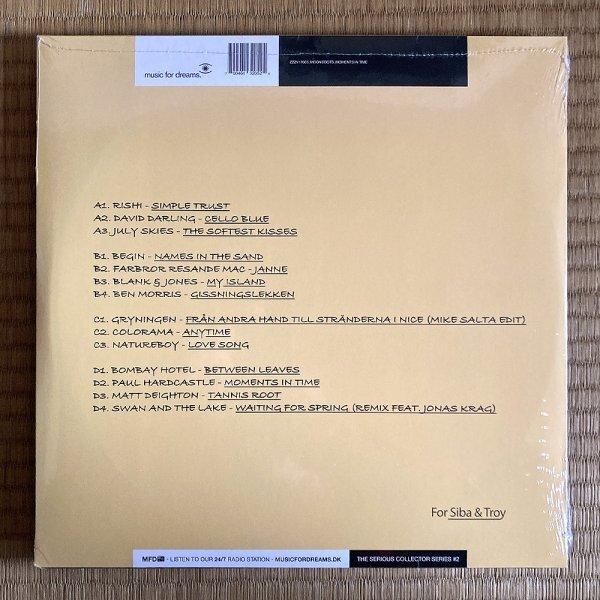 music for dreams.
ZZZV17003_MOONBOOTS_MOMENTS IN TIME
A1. RISHI - SIMPLE TRUST
A2. DAVID DARLING - CELLO BLUE
A3. JULY SKIES - THE SOFTEST KISSES
B1. BEGIN - NAMES IN THE SAND
B2. FARBROR RESANDE MAC - JANNE
B3. BLANK & JONES - MY ISLAND
B4. BEN MORRIS - GISSNINGSLEKKEN
C1. GRYNINGEN - FRÅN ANDRA HAND TILL STRÄNDERNA I NICE (MIKE SALTA EDIT)
C2. COLORAMA - ANYTIME
C3. NATUREBOY - LOVE SONG
D1. BOMBAY HOTEL - BETWEEN LEAVES
D2. PAUL HARDCASTLE - MOMENTS IN TIME
D3. MATT DEIGHTON - TANNIS ROOT
D4. SWAN AND THE LAKE - WAITING FOR SPRING (REMIX FEAT. JONAS KRAG)
For Siba & Troy
MFD - LISTEN TO OUR 24/7 RADIO STATION - MUSICFORDREAMS.DK
THE SERIOUS COLLECTOR SERIES #2